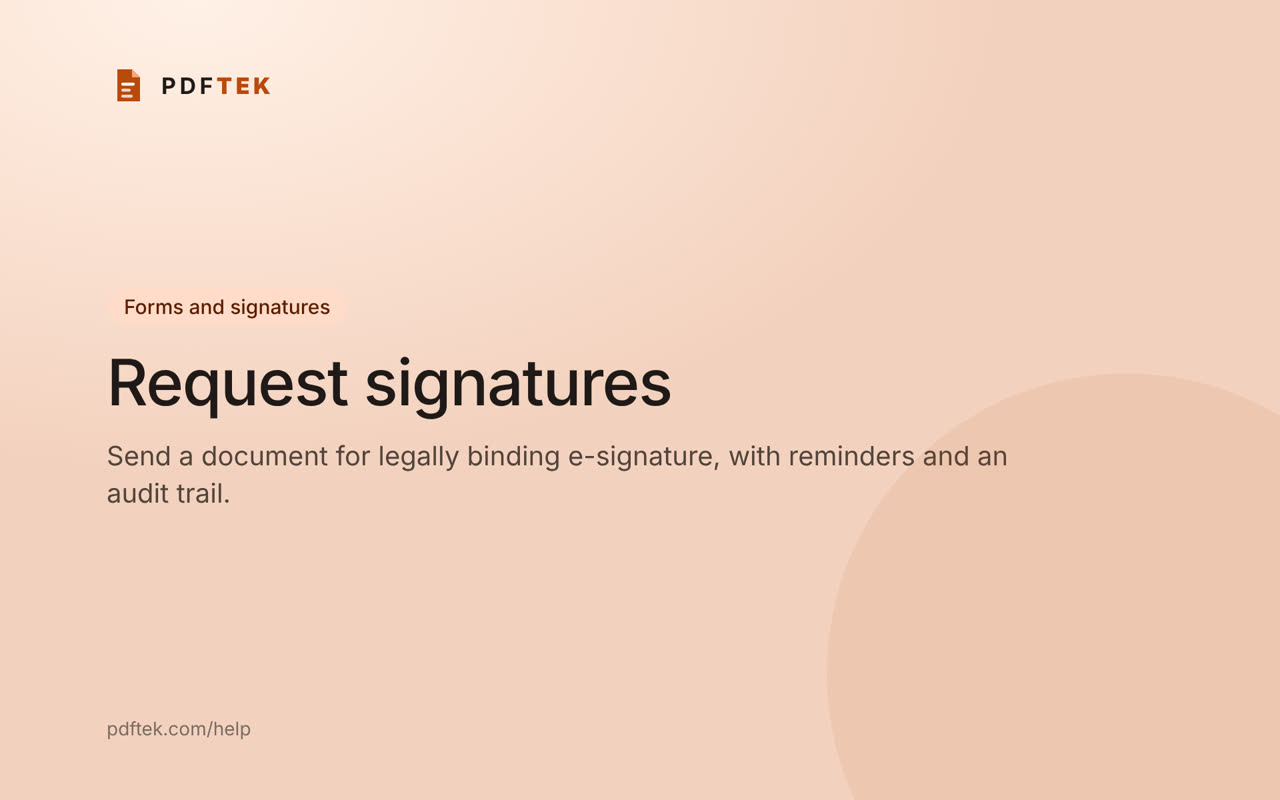 PDFTEK
Forms and signatures
Request signatures
Send a document for legally binding e-signature, with reminders and an
audit trail.
pdftek.com/help